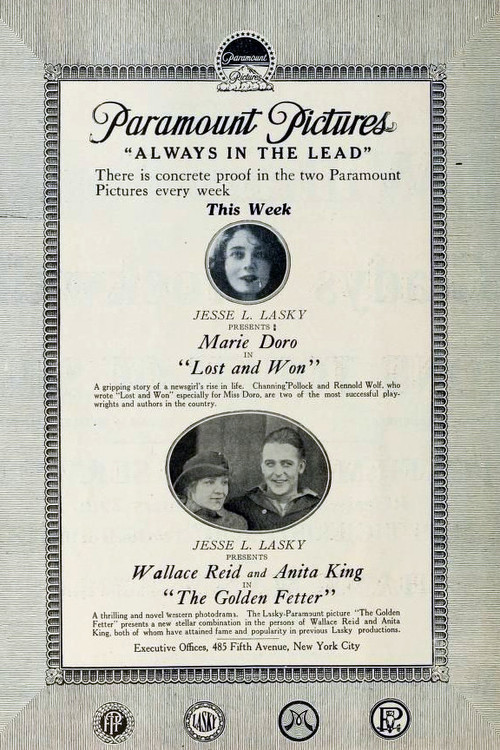 Paramount
Pictures
Paramount Pictures
"ALWAYS IN THE LEAD"
There is concrete proof in the two Paramount
Pictures every week
This Week
JESSE L. LASKY
PRESENTS:
Marie Doro
IN
"Lost and Won"
A gripping story of a newsgirl's rise in life. Channing Pollock and Rennold Wolf, who
wrote "Lost and Won" especially for Miss Doro, are two of the most successful play-
wrights and authors in the country.
JESSE L. LASKY
PRESENTS
Wallace Reid and Anita King
IN
"The Golden Fetter"
A thrilling and novel western photodrama. The Lasky-Paramount picture "The Golden
Fetter" presents a new stellar combination in the persons of Wallace Reid and Anita
King, both of whom have attained fame and popularity in previous Lasky productions.
Executive Offices, 485 Fifth Avenue, New York City
LASKY